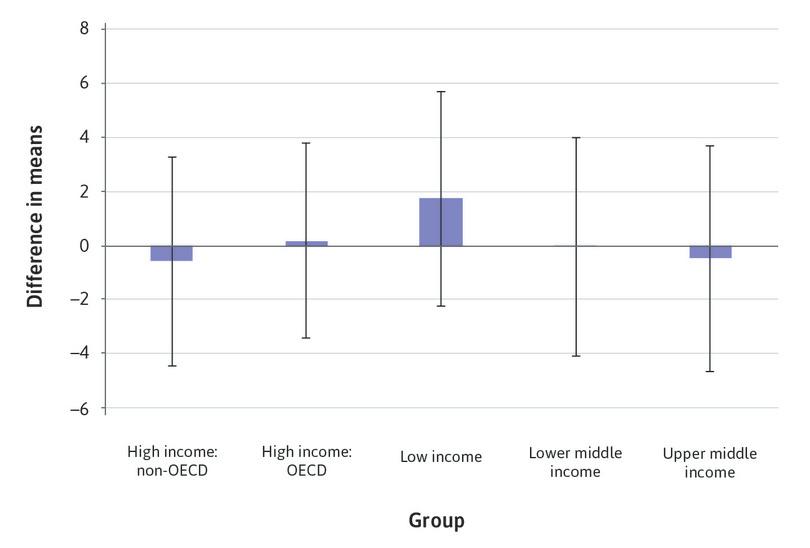 8
6
4
2
0
–2
–4
–6
Difference in means
High income:
non-OECD
High income:
OECD
Low income
Lower middle
income
Upper middle
income
Group